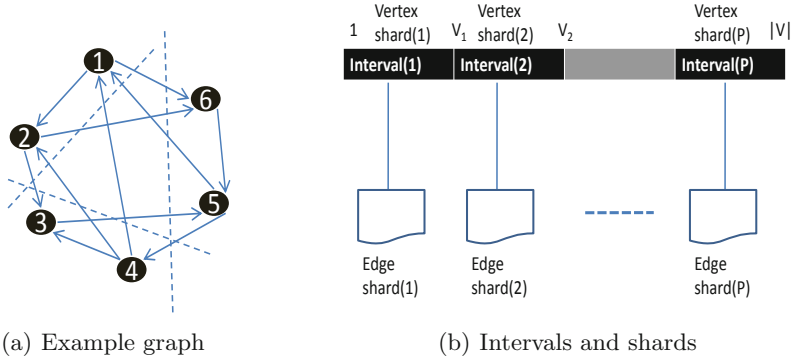 1
6
2
5
3
4
(a) Example graph
1 Vertex shard(1) V₁ Vertex shard(2) V₂ Vertex shard(P) |V|
Interval(1) Interval(2) Interval(P)
Edge shard(1) Edge shard(2) Edge shard(P)
(b) Intervals and shards